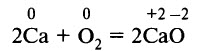 0 0 +2 −2
2Ca + O₂ = 2CaO